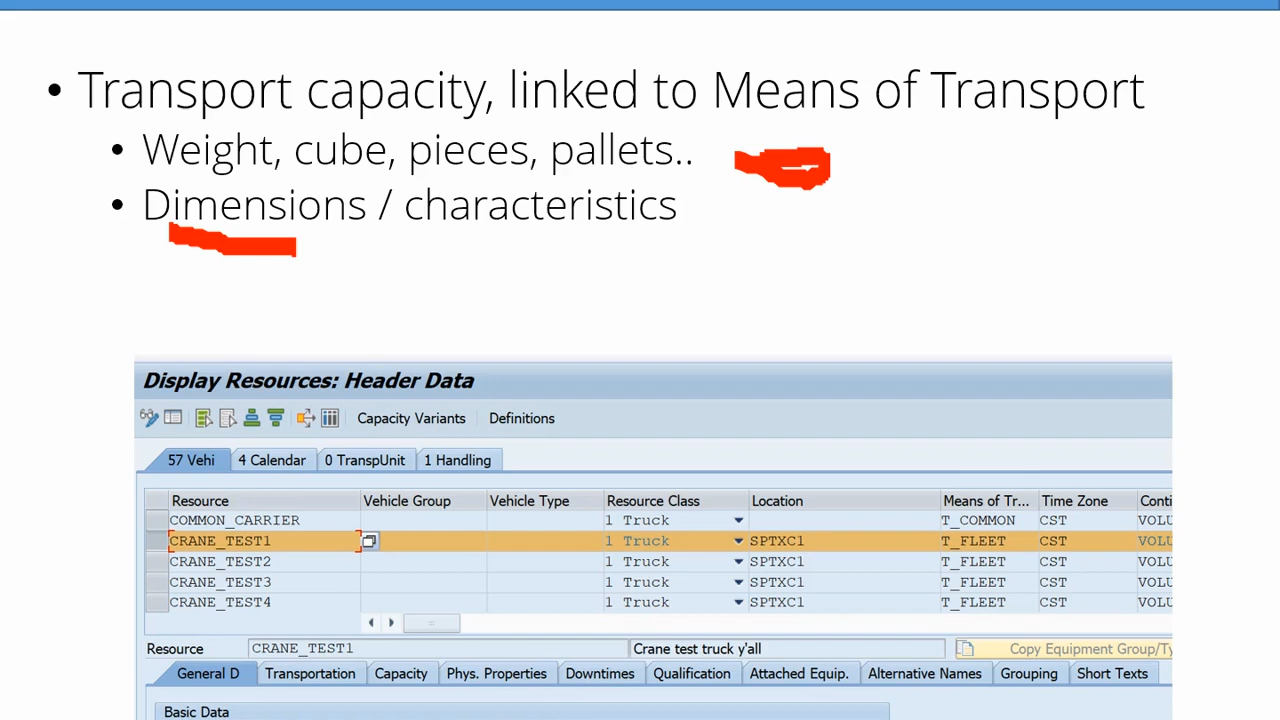 • Transport capacity, linked to Means of Transport
• Weight, cube, pieces, pallets..
• Dimensions / characteristics
Display Resources: Header Data
Capacity Variants Definitions
57 Vehi 4 Calendar 0 TranspUnit 1 Handling
Resource Vehicle Group Vehicle Type Resource Class Location Means of Tr... Time Zone Conti
COMMON_CARRIER 1 Truck T_COMMON CST VOLU
CRANE_TEST1 1 Truck SPTXC1 T_FLEET CST VOLU
CRANE_TEST2 1 Truck SPTXC1 T_FLEET CST VOLU
CRANE_TEST3 1 Truck SPTXC1 T_FLEET CST VOLU
CRANE_TEST4 1 Truck SPTXC1 T_FLEET CST VOLU
Resource CRANE_TEST1 Crane test truck y'all Copy Equipment Group/Ty
General D Transportation Capacity Phys. Properties Downtimes Qualification Attached Equip. Alternative Names Grouping Short Texts
Basic Data